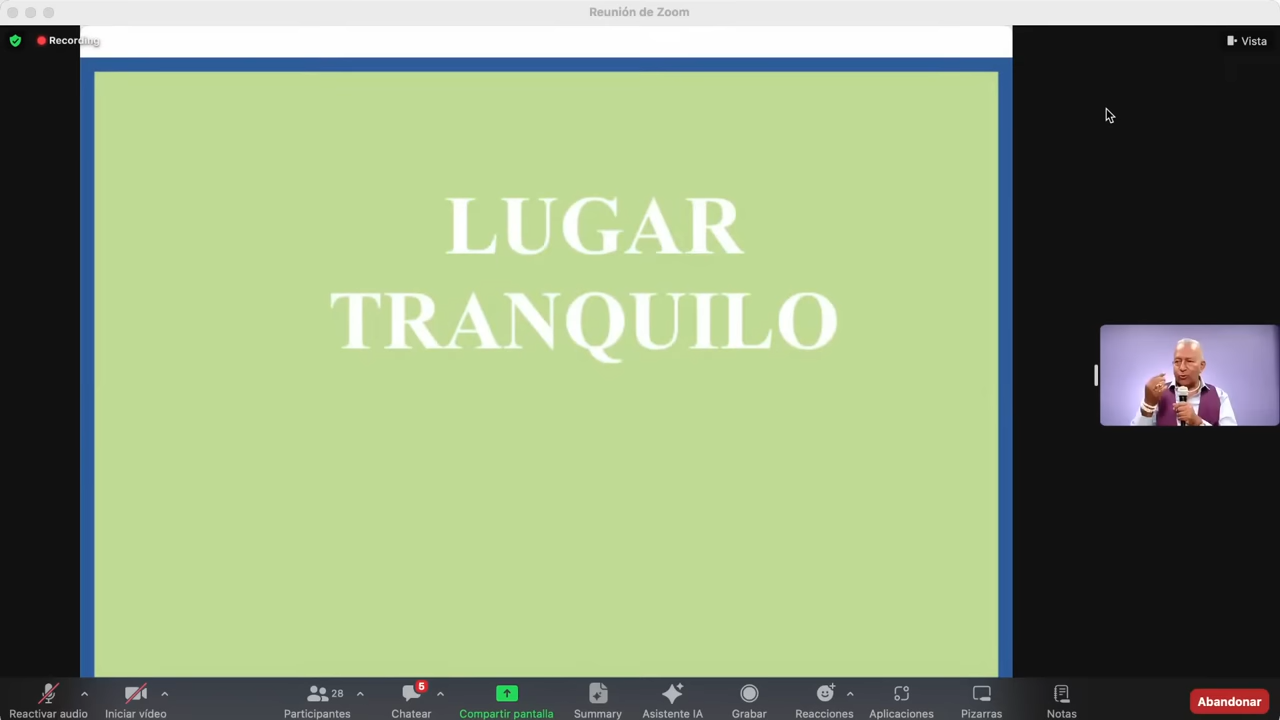 Reunión de Zoom
Recording
Vista
LUGAR
TRANQUILO
28
5
Reactivar audio
Iniciar vídeo
Participantes
Chatear
Compartir pantalla
Summary
Asistente IA
Grabar
Reacciones
Aplicaciones
Pizarras
Notas
Abandonar